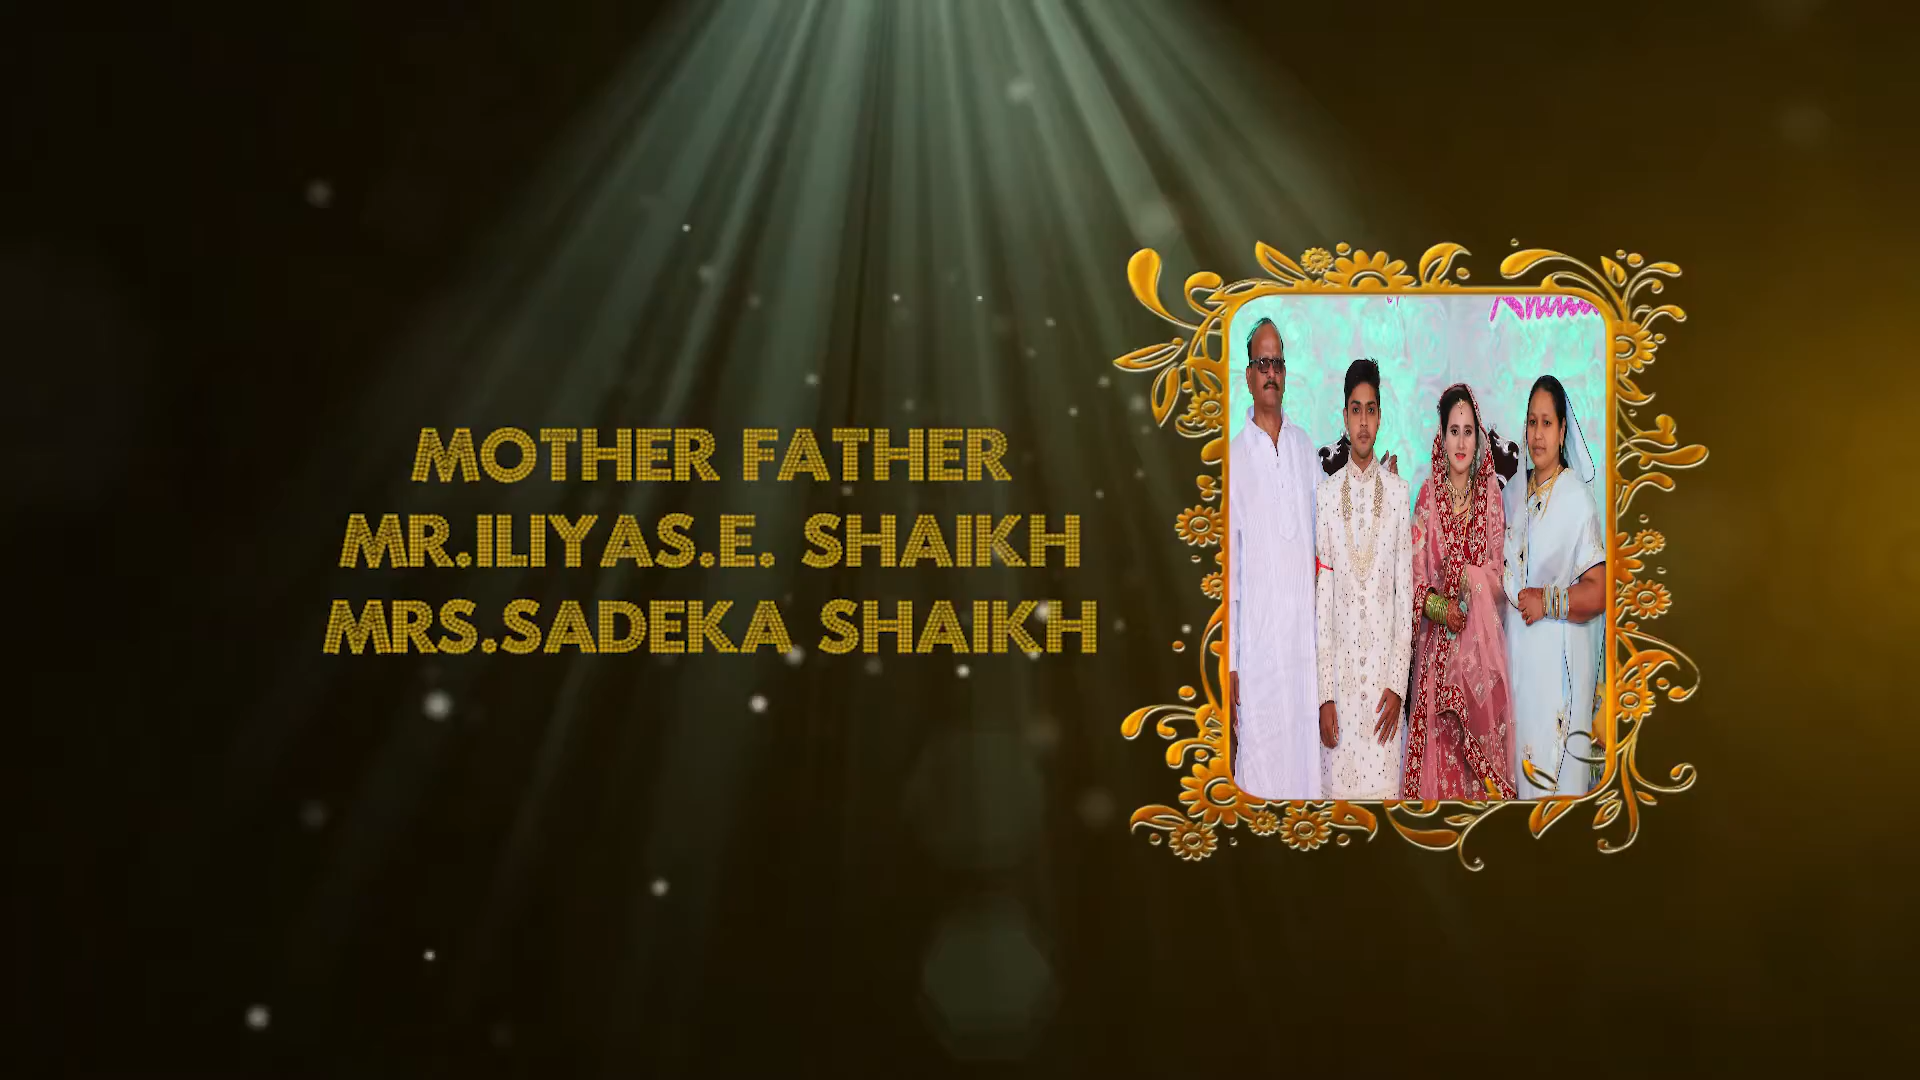 MOTHER FATHER
MR.ILIYAS.E. SHAIKH
MRS.SADEKA SHAIKH